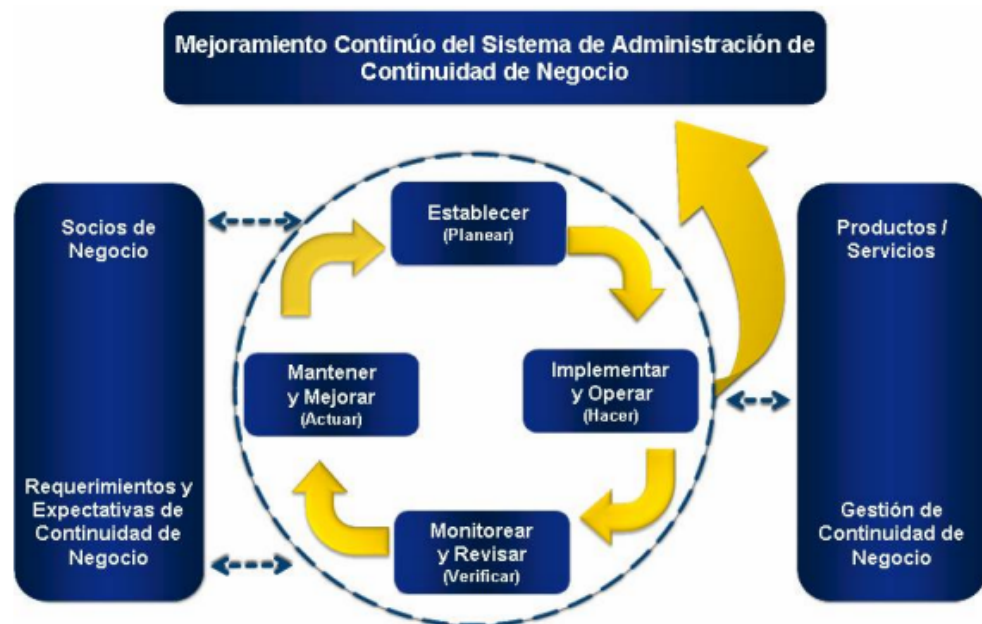 Mejoramiento Continúo del Sistema de Administración de
Continuidad de Negocio
Socios de
Negocio
Requerimientos y
Expectativas de
Continuidad de
Negocio
Establecer
(Planear)
Implementar
y Operar
(Hacer)
Monitorear
y Revisar
(Verificar)
Mantener
y Mejorar
(Actuar)
Productos /
Servicios
Gestión de
Continuidad de
Negocio